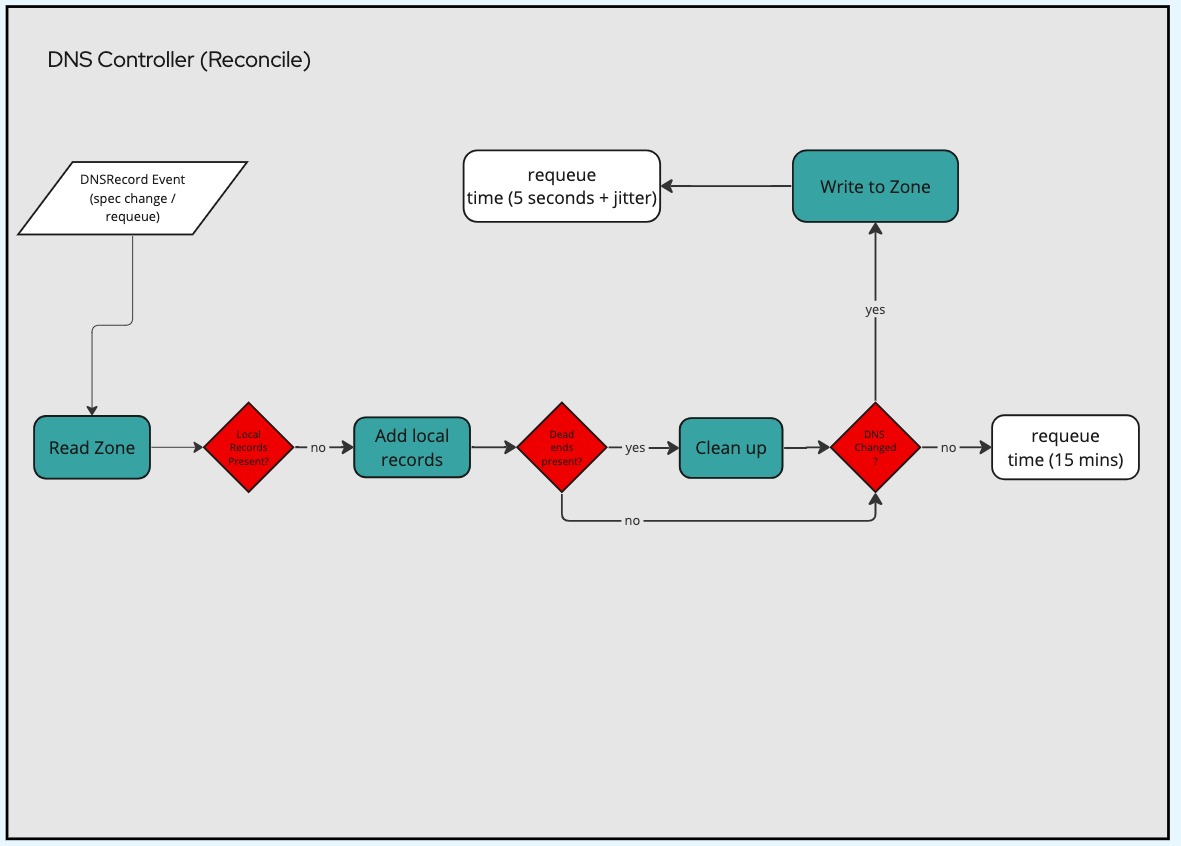 DNS Controller (Reconcile)
DNSRecord Event
(spec change /
requeue)
requeue
time (5 seconds + jitter)
Write to Zone
yes
Read Zone
Local
Records
Present?
no
Add local
records
Dead
ends
present?
yes
Clean up
DNS
Changed
?
no
requeue
time (15 mins)
no